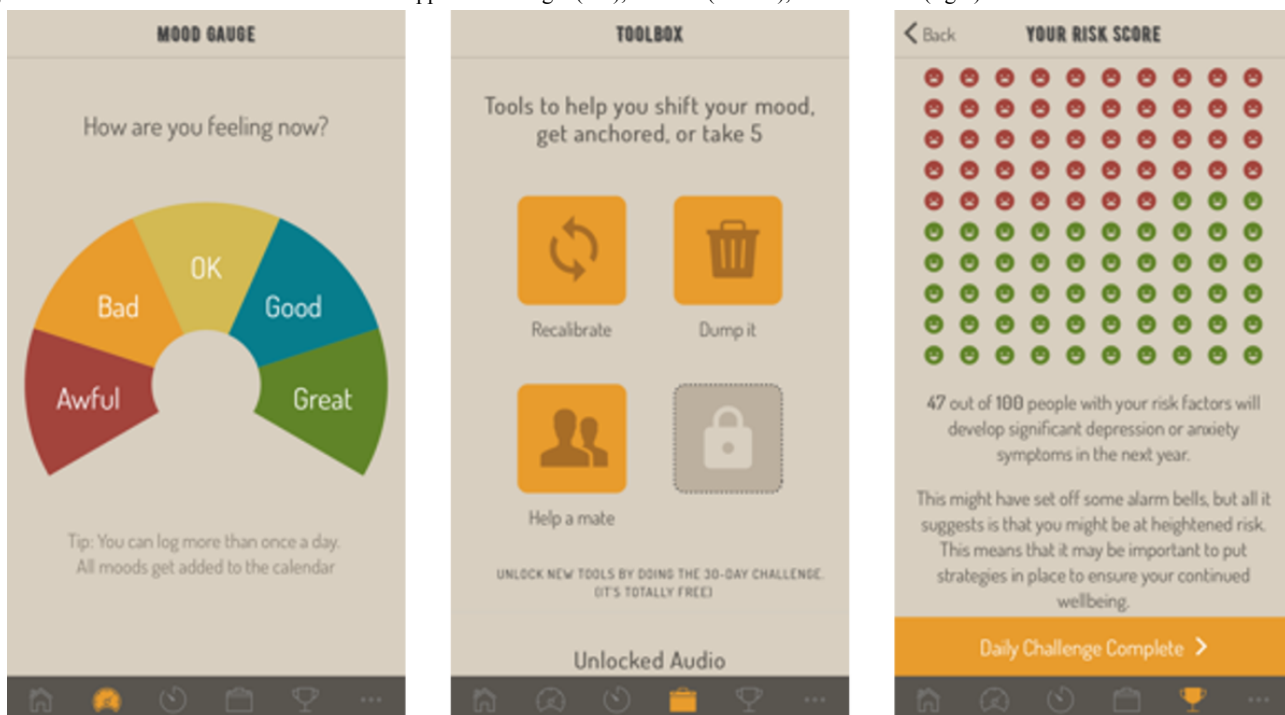 MOOD GAUGE
How are you feeling now?
Awful
Bad
OK
Good
Great
Tip: You can log more than once a day.
All moods get added to the calendar
TOOLBOX
Tools to help you shift your mood,
get anchored, or take 5
Recalibrate
Dump it
Help a mate
UNLOCK NEW TOOLS BY DOING THE 30-DAY CHALLENGE.
(IT'S TOTALLY FREE)
Unlocked Audio
Back
YOUR RISK SCORE
47 out of 100 people with your risk factors will
develop significant depression or anxiety
symptoms in the next year.
This might have set off some alarm bells, but all it
suggests is that you might be at heightened risk.
This means that it may be important to put
strategies in place to ensure your continued
wellbeing.
Daily Challenge Complete